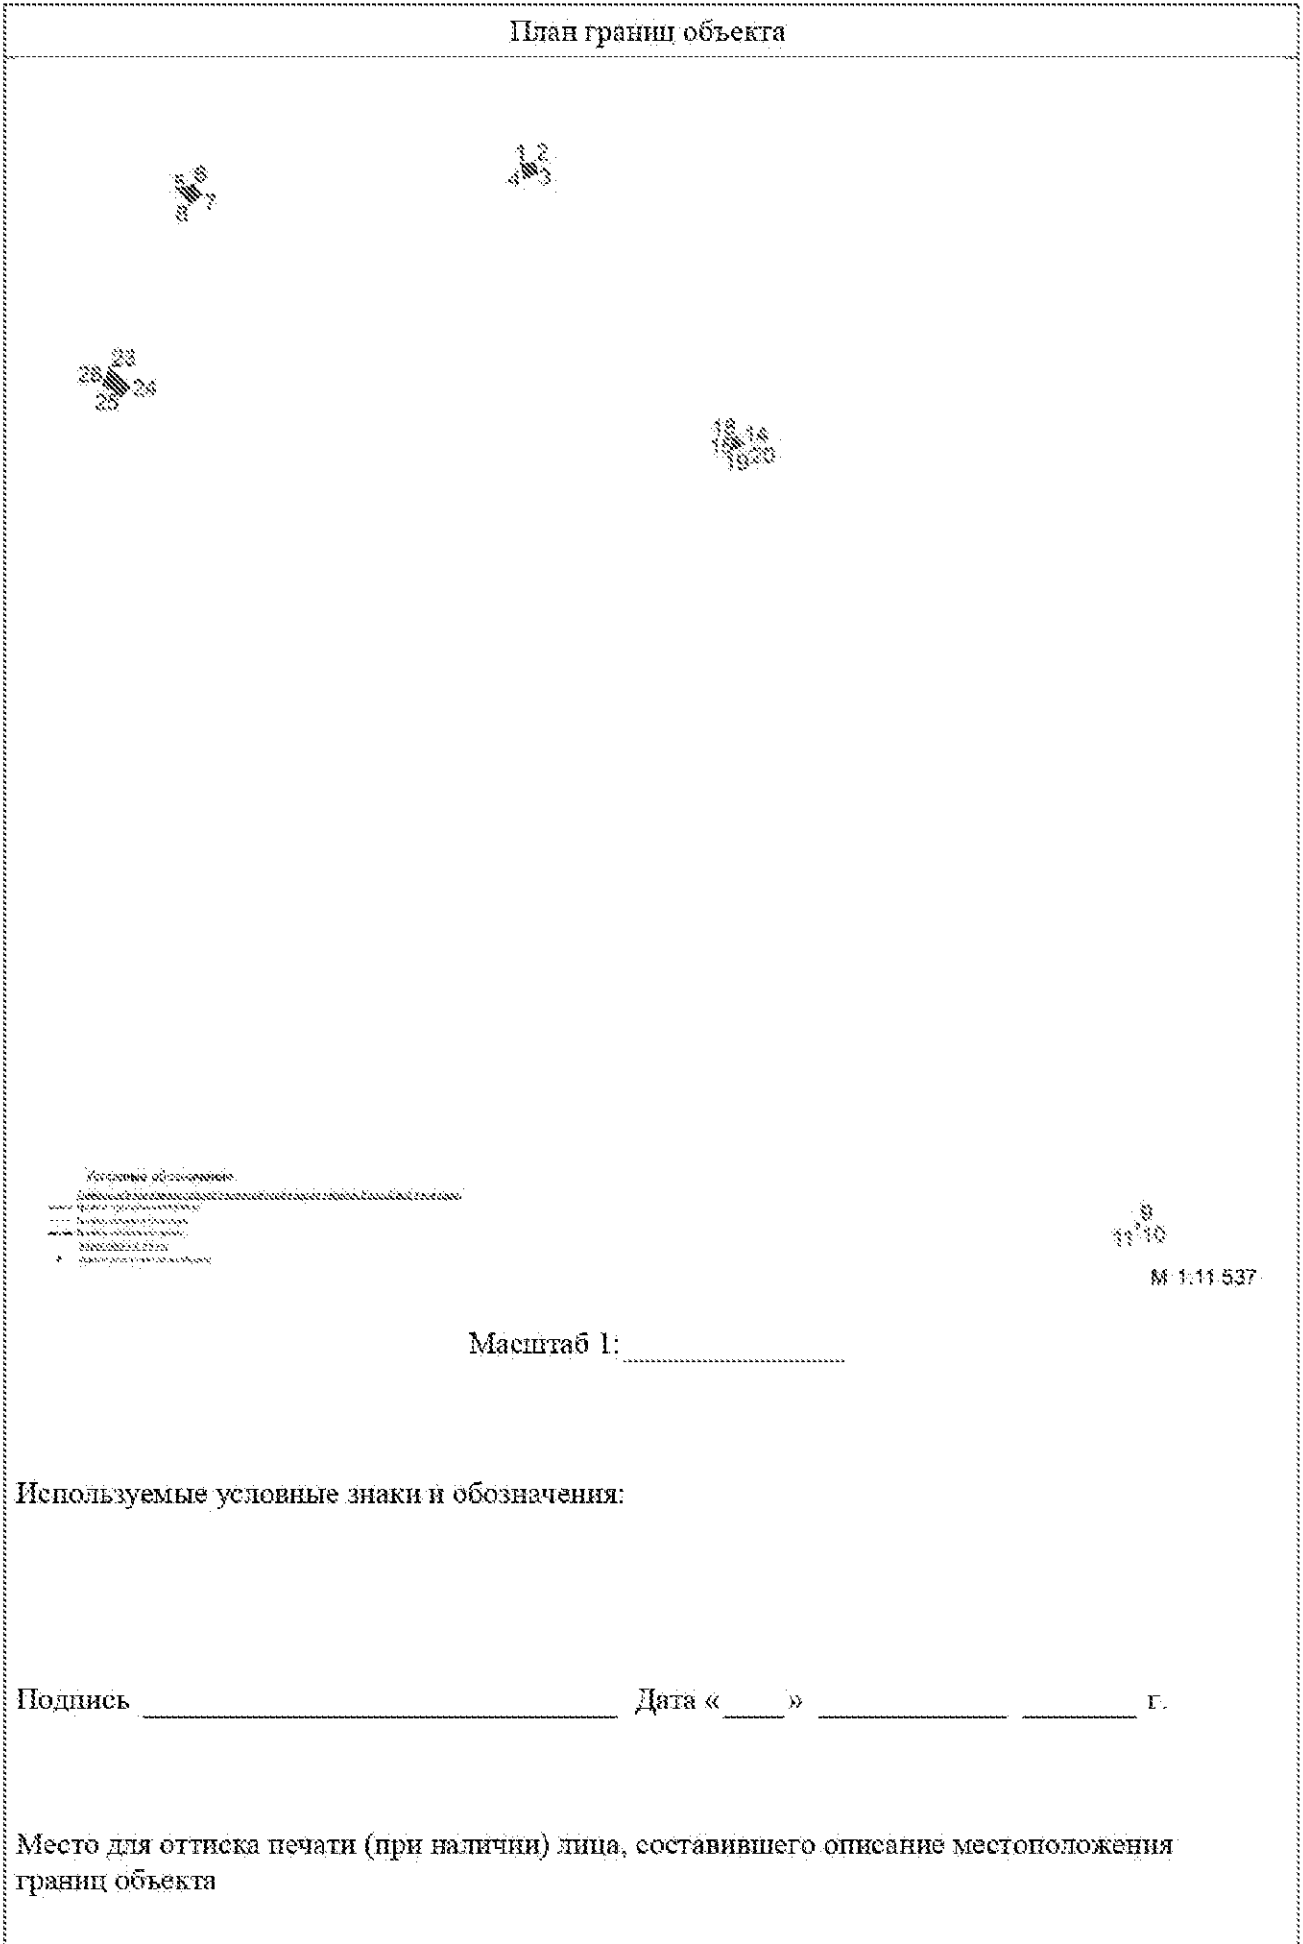 План границ объекта
1 2
5 6
4 3
7
8
23
26 24
25
18 14
19 20
Условные обозначения
9
11 10
М 1:11 537
Масштаб 1:
Используемые условные знаки и обозначения:
Подпись Дата « » г.
Место для оттиска печати (при наличии) лица, составившего описание местоположения
границ объекта